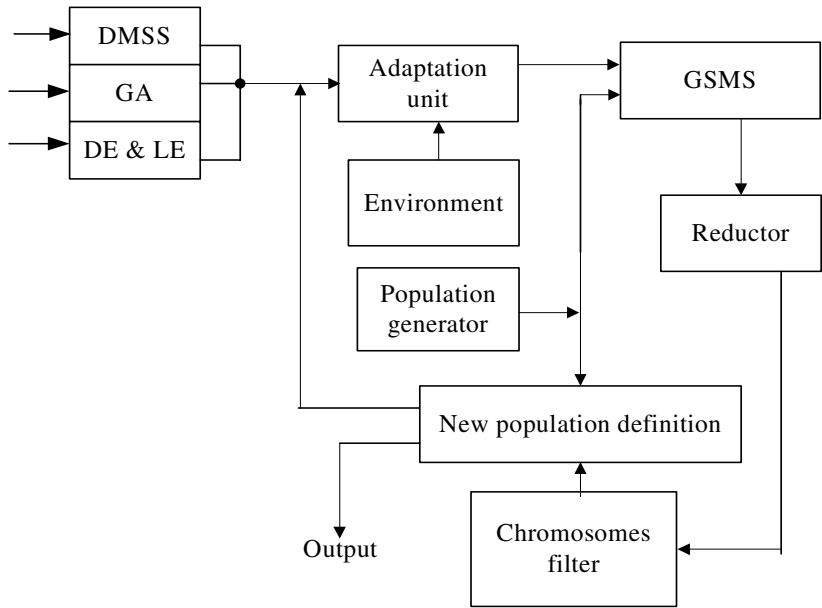 DMSS
GA
DE & LE
Adaptation
unit
GSMS
Environment
Reductor
Population
generator
New population definition
Output
Chromosomes
filter